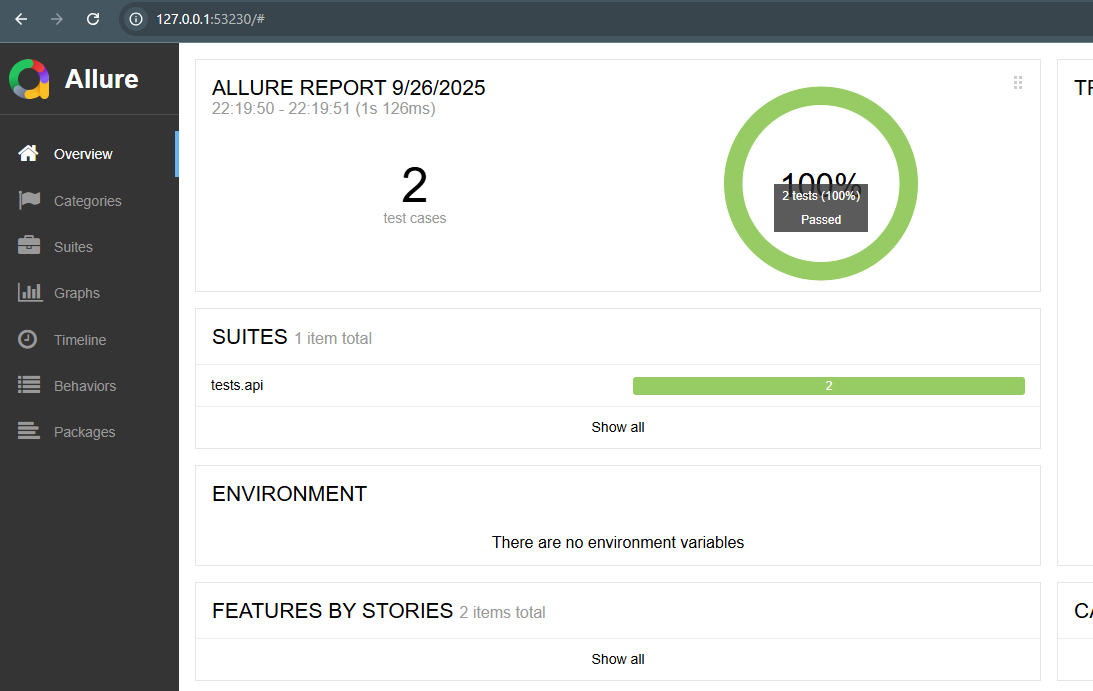 127.0.0.1:53230/#
Allure
Overview
Categories
Suites
Graphs
Timeline
Behaviors
Packages
ALLURE REPORT 9/26/2025
22:19:50 - 22:19:51 (1s 126ms)
2
test cases
100%
2 tests (100%)
Passed
SUITES 1 item total
tests.api
2
Show all
ENVIRONMENT
There are no environment variables
FEATURES BY STORIES 2 items total
Show all